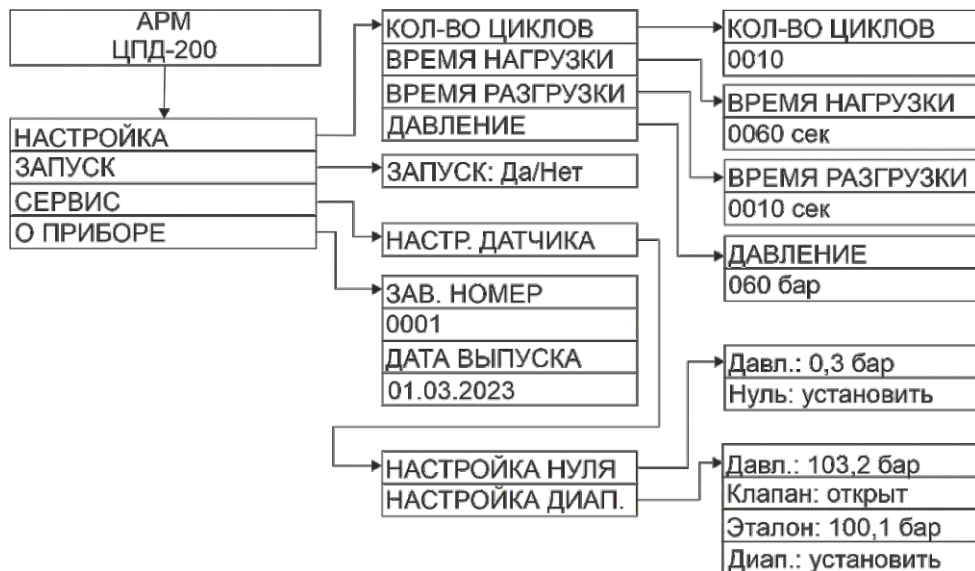 АРМ
ЦПД-200
НАСТРОЙКА
ЗАПУСК
СЕРВИС
О ПРИБОРЕ
КОЛ-ВО ЦИКЛОВ
ВРЕМЯ НАГРУЗКИ
ВРЕМЯ РАЗГРУЗКИ
ДАВЛЕНИЕ
ЗАПУСК: Да/Нет
НАСТР. ДАТЧИКА
ЗАВ. НОМЕР
0001
ДАТА ВЫПУСКА
01.03.2023
НАСТРОЙКА НУЛЯ
НАСТРОЙКА ДИАП.
КОЛ-ВО ЦИКЛОВ
0010
ВРЕМЯ НАГРУЗКИ
0060 сек
ВРЕМЯ РАЗГРУЗКИ
0010 сек
ДАВЛЕНИЕ
060 бар
Давл.: 0,3 бар
Нуль: установить
Давл.: 103,2 бар
Клапан: открыт
Эталон: 100,1 бар
Диап.: установить